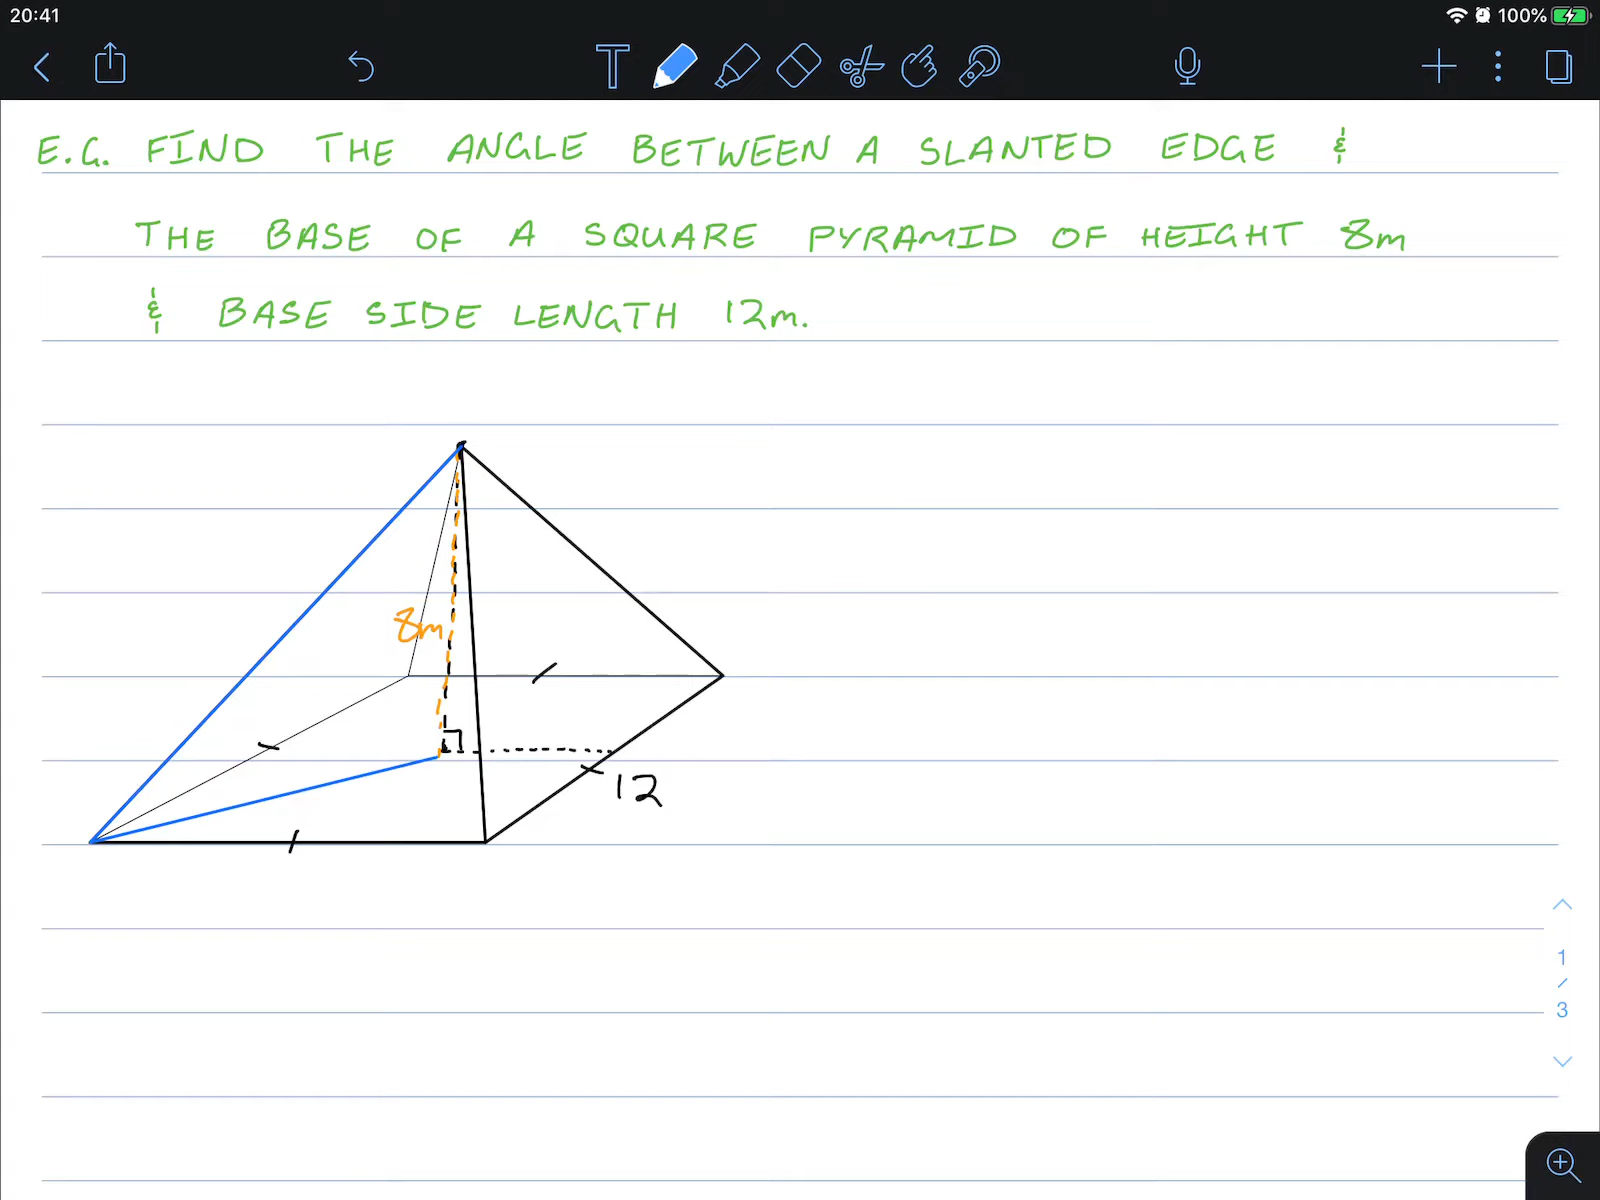 20:41
100%
T
E.G. FIND THE ANGLE BETWEEN A SLANTED EDGE &
THE BASE OF A SQUARE PYRAMID OF HEIGHT 8m
& BASE SIDE LENGTH 12m.
8m
12
1
/
3